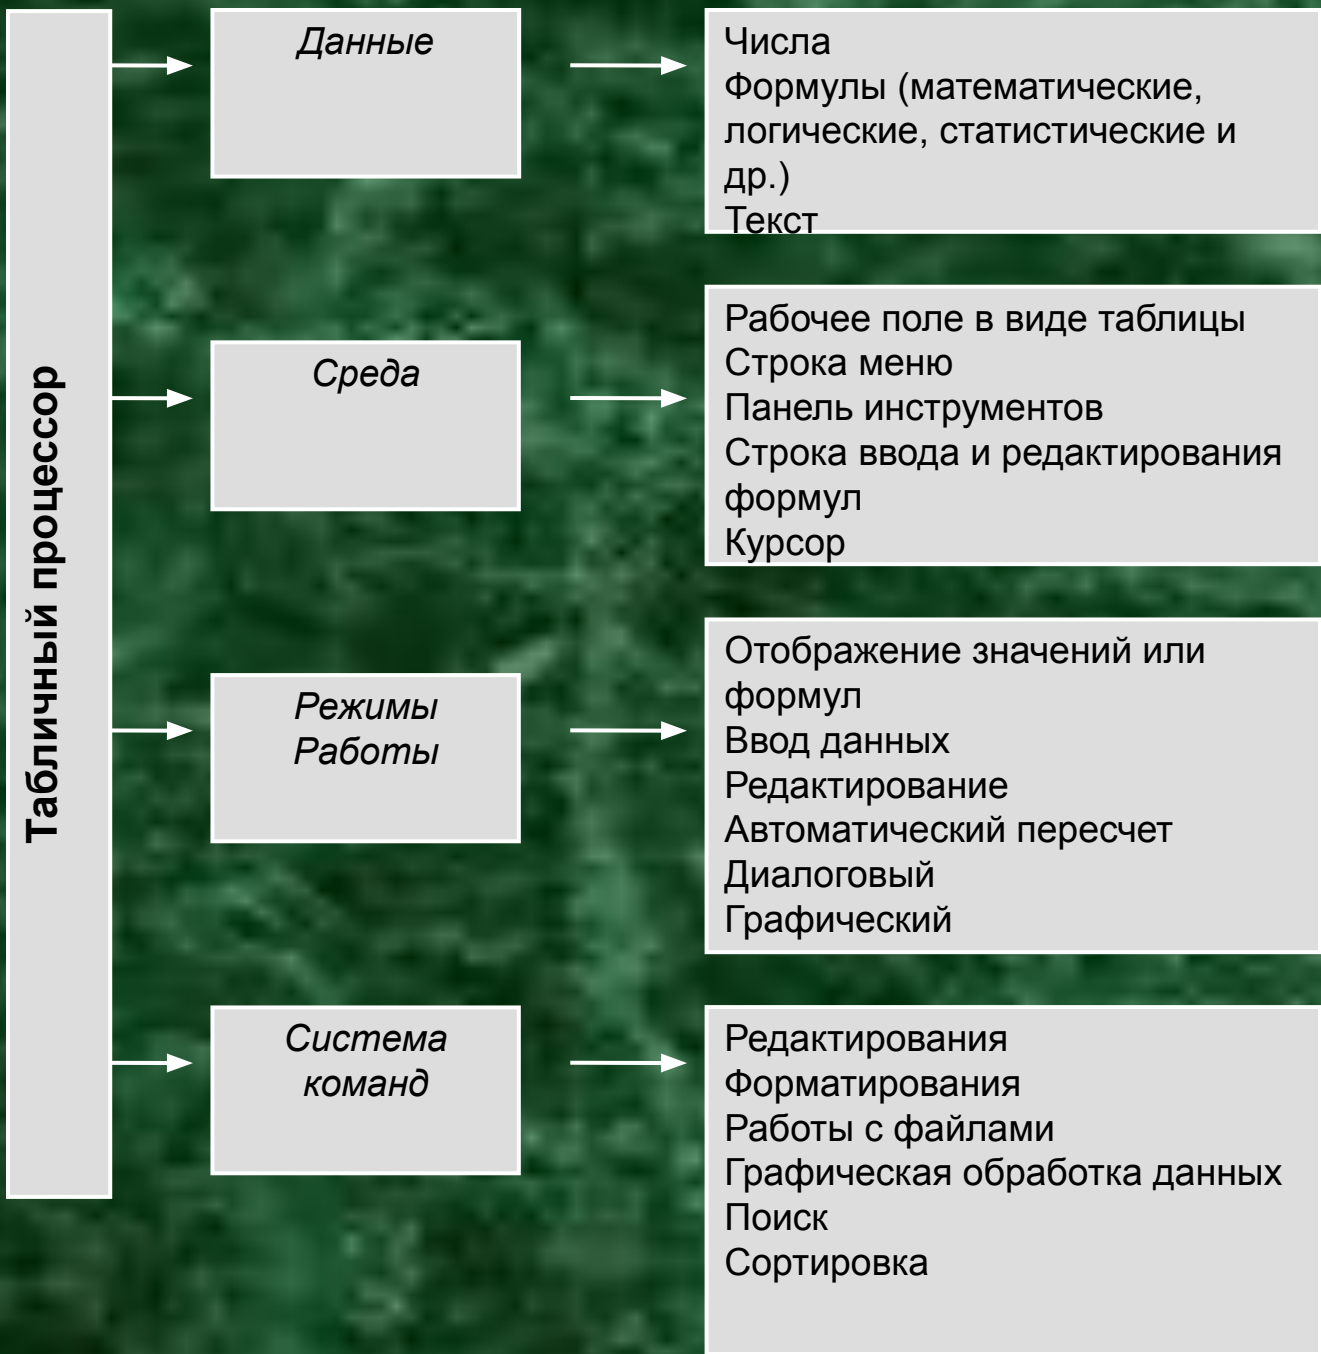 Табличный процессор
Данные
Числа
Формулы (математические,
логические, статистические и
др.)
Текст
Среда
Рабочее поле в виде таблицы
Строка меню
Панель инструментов
Строка ввода и редактирования
формул
Курсор
Режимы
Работы
Отображение значений или
формул
Ввод данных
Редактирование
Автоматический пересчет
Диалоговый
Графический
Система
команд
Редактирования
Форматирования
Работы с файлами
Графическая обработка данных
Поиск
Сортировка